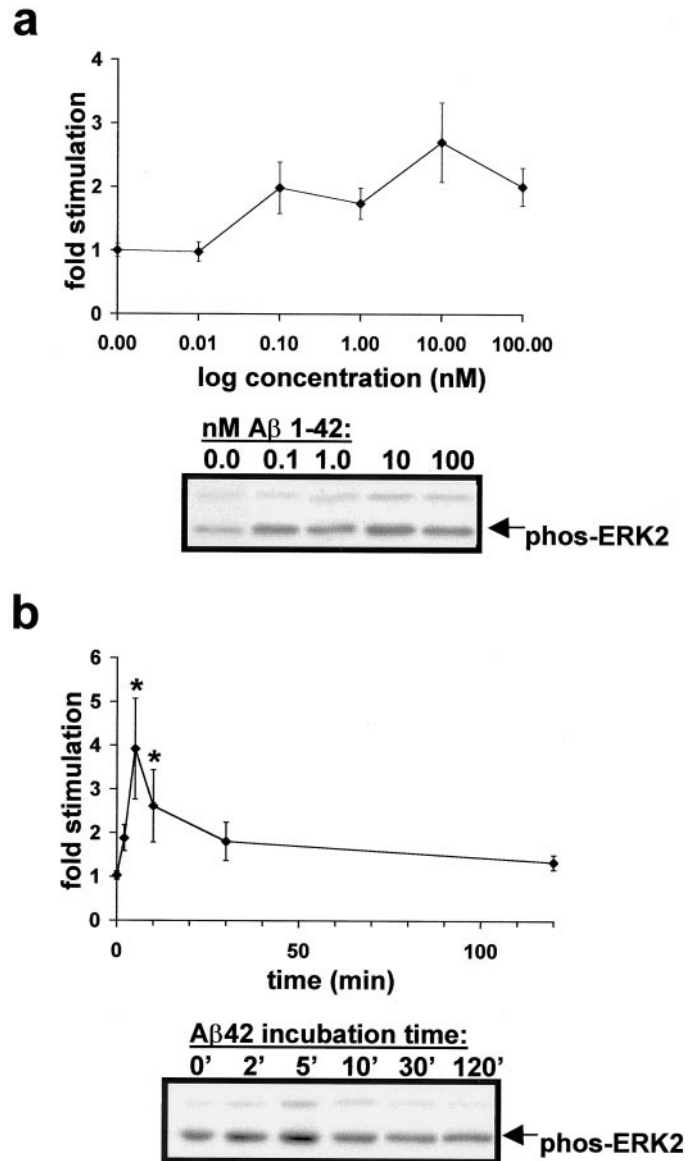 a
4
3
2
1
0
fold stimulation
0.00 0.01 0.10 1.00 10.00 100.00
log concentration (nM)
nM Aβ 1-42:
0.0 0.1 1.0 10 100
phos-ERK2
b
6
5
4
3
2
1
0
fold stimulation
* *
0 50 100
time (min)
Aβ42 incubation time:
0’ 2’ 5’ 10’ 30’ 120’
phos-ERK2